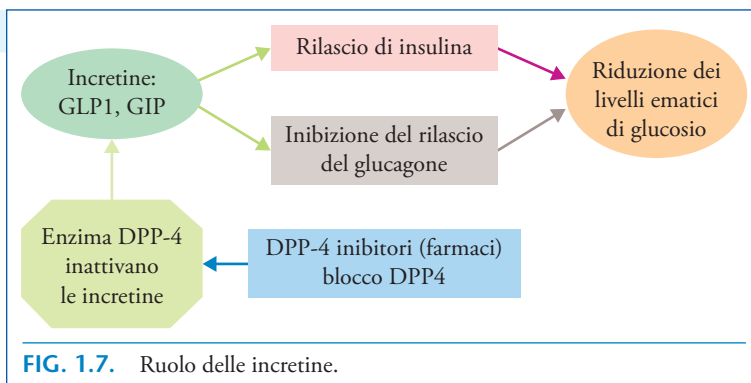 Incretine:
GLP1, GIP
Rilascio di insulina
Inibizione del rilascio
del glucagone
Riduzione dei
livelli ematici
di glucosio
Enzima DPP-4
inattivano
le incretine
DPP-4 inibitori (farmaci)
blocco DPP4
FIG. 1.7. Ruolo delle incretine.